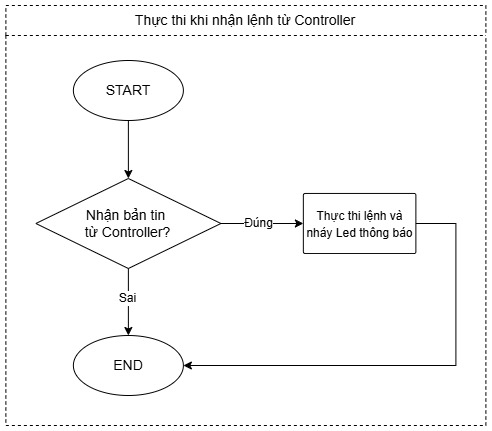 Thực thi khi nhận lệnh từ Controller
START
Nhận bản tin
từ Controller?
Đúng
Thực thi lệnh và
nháy Led thông báo
Sai
END